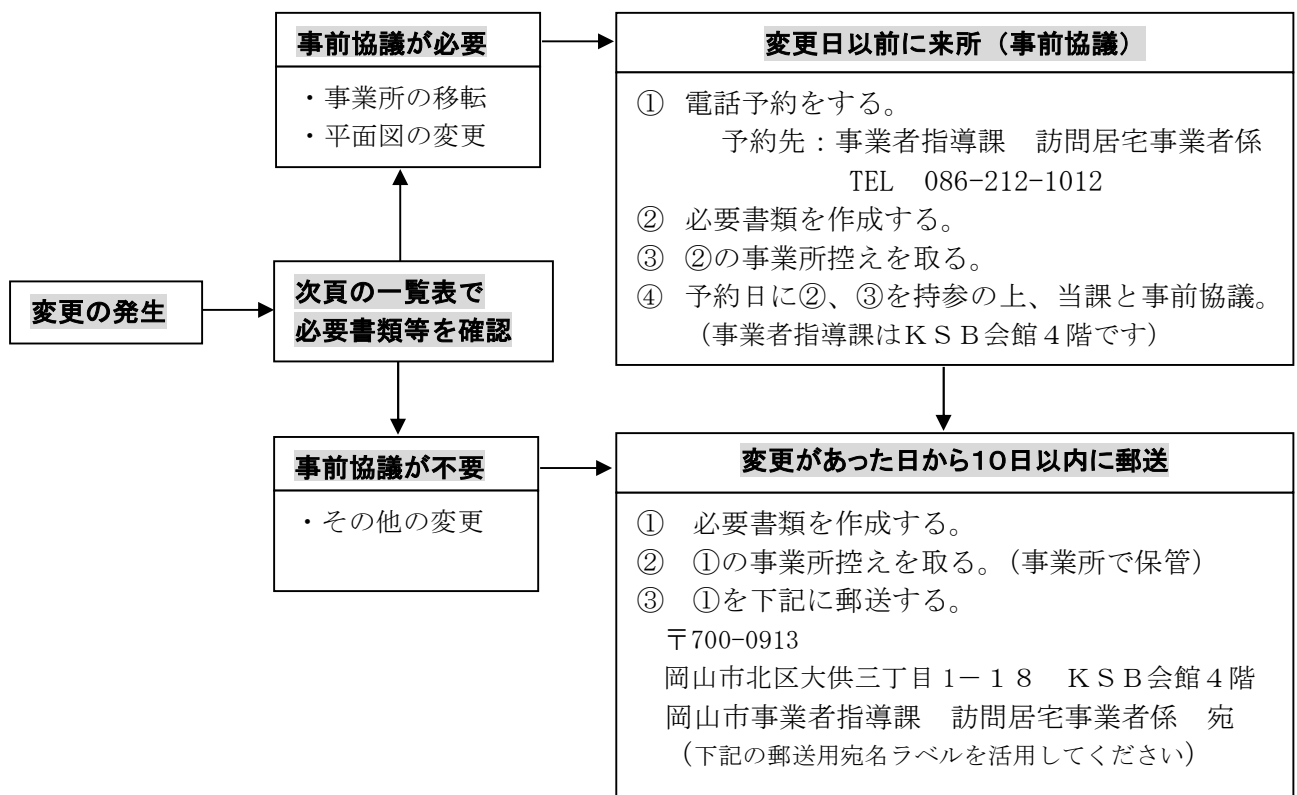 変更の発生
次頁の一覧表で
必要書類等を確認
事前協議が必要
・事業所の移転
・平面図の変更
変更日以前に来所（事前協議）
① 電話予約をする。
予約先：事業者指導課　訪問居宅事業者係
TEL　086-212-1012
② 必要書類を作成する。
③ ②の事業所控えを取る。
④ 予約日に②、③を持参の上、当課と事前協議。
（事業者指導課はＫＳＢ会館４階です）
事前協議が不要
・その他の変更
変更があった日から１０日以内に郵送
①　必要書類を作成する。
②　①の事業所控えを取る。（事業所で保管）
③　①を下記に郵送する。
〒700-0913
岡山市北区大供三丁目 1－１８　ＫＳＢ会館４階
岡山市事業者指導課　訪問居宅事業者係　宛
（下記の郵送用宛名ラベルを活用してください）